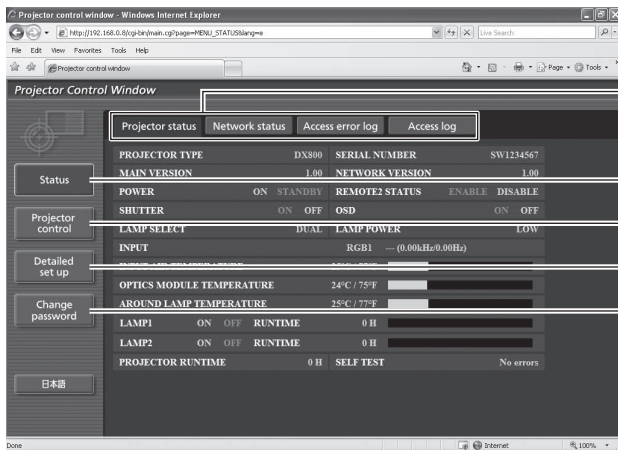 Projector control window - Windows Internet Explorer
http://192.168.0.8/cgi-bin/main.cgi?page=MENU_STATUS&lang=e
Live Search
File Edit View Favorites Tools Help
Projector control window
Page Tools
Projector Control Window
Projector status Network status Access error log Access log
PROJECTOR TYPE DX800 SERIAL NUMBER SW1234567
MAIN VERSION 1.00 NETWORK VERSION 1.00
Status
POWER ON STANDBY REMOTE2 STATUS ENABLE DISABLE
SHUTTER ON OFF OSD ON OFF
Projector control
LAMP SELECT DUAL LAMP POWER LOW
INPUT RGB1 --- (0.00kHz/0.00Hz)
Detailed set up
OPTICS MODULE TEMPERATURE 24°C / 75°F
Change password
AROUND LAMP TEMPERATURE 25°C / 77°F
LAMP1 ON OFF RUNTIME 0 H
LAMP2 ON OFF RUNTIME 0 H
PROJECTOR RUNTIME 0 H SELF TEST No errors
日本語
Done Internet 100%